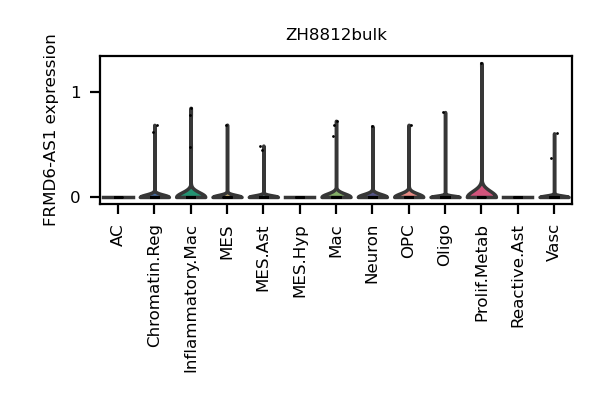 ZH8812bulk
FRMD6-AS1 expression
1
0
AC
Chromatin.Reg
Inflammatory.Mac
MES
MES.Ast
MES.Hyp
Mac
Neuron
OPC
Oligo
Prolif.Metab
Reactive.Ast
Vasc